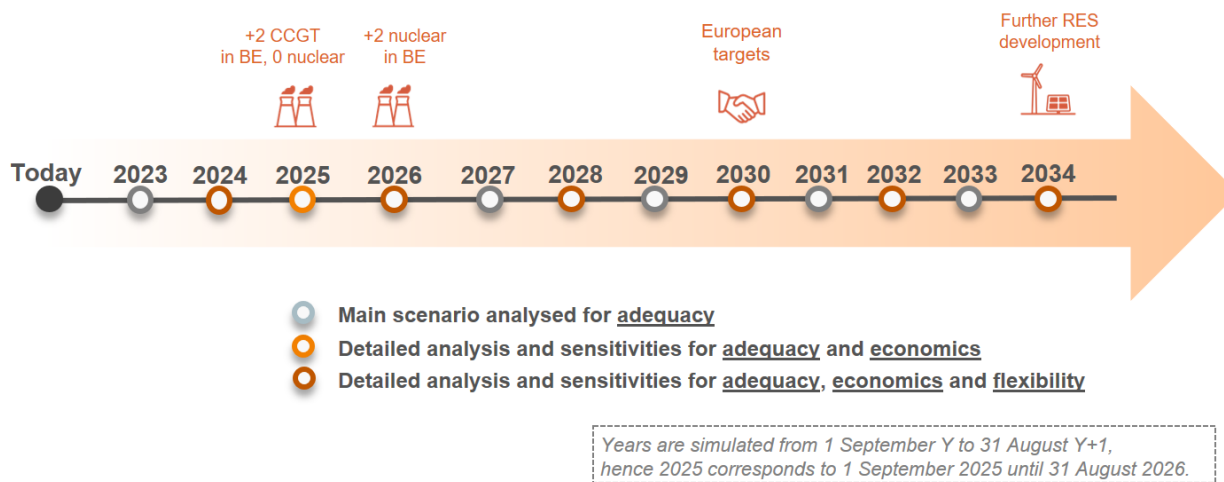 +2 CCGT
in BE, 0 nuclear
+2 nuclear
in BE
European
targets
Further RES
development
Today 2023 2024 2025 2026 2027 2028 2029 2030 2031 2032 2033 2034
Main scenario analysed for adequacy
Detailed analysis and sensitivities for adequacy and economics
Detailed analysis and sensitivities for adequacy, economics and flexibility
Years are simulated from 1 September Y to 31 August Y+1,
hence 2025 corresponds to 1 September 2025 until 31 August 2026.